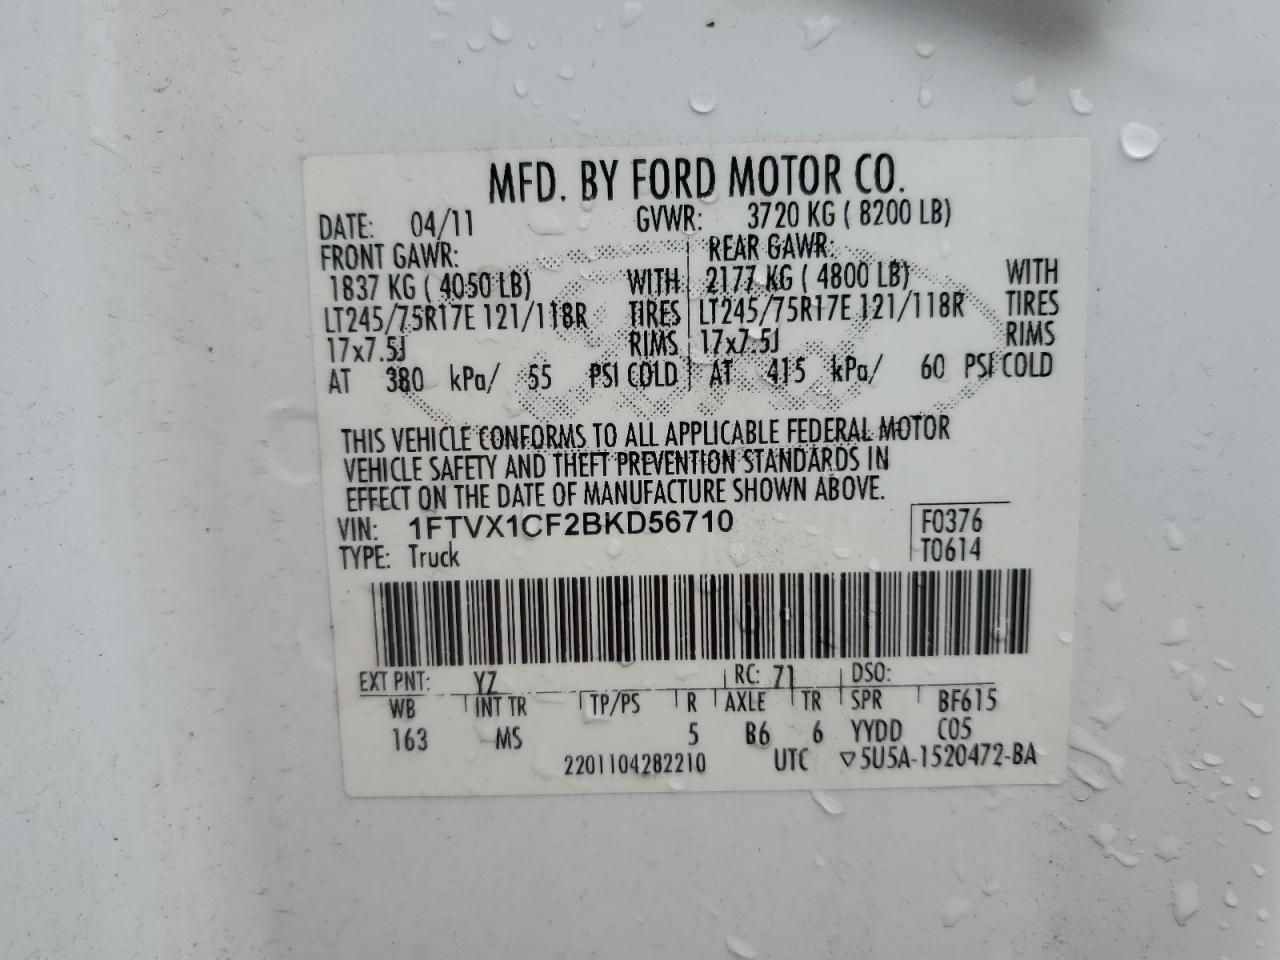 MFD. BY FORD MOTOR CO.
DATE: 04/11 GVWR: 3720 KG ( 8200 LB)
FRONT GAWR: REAR GAWR:
1837 KG ( 4050 LB) WITH 2177 KG ( 4800 LB) WITH
LT245/75R17E 121/118R TIRES LT245/75R17E 121/118R TIRES
17x7.5J RIMS 17x7.5J RIMS
AT 380 kPa/ 55 PSI COLD AT 415 kPa/ 60 PSI COLD
THIS VEHICLE CONFORMS TO ALL APPLICABLE FEDERAL MOTOR
VEHICLE SAFETY AND THEFT PREVENTION STANDARDS IN
EFFECT ON THE DATE OF MANUFACTURE SHOWN ABOVE.
VIN: 1FTVX1CF2BKD56710 F0376
TYPE: Truck T0614
EXT PNT: YZ RC: 71 DSO:
WB INT TR TP/PS R AXLE TR SPR BF615
163 MS 5 B6 6 YYDD C05
2201104282210 UTC ▽5U5A-1520472-BA